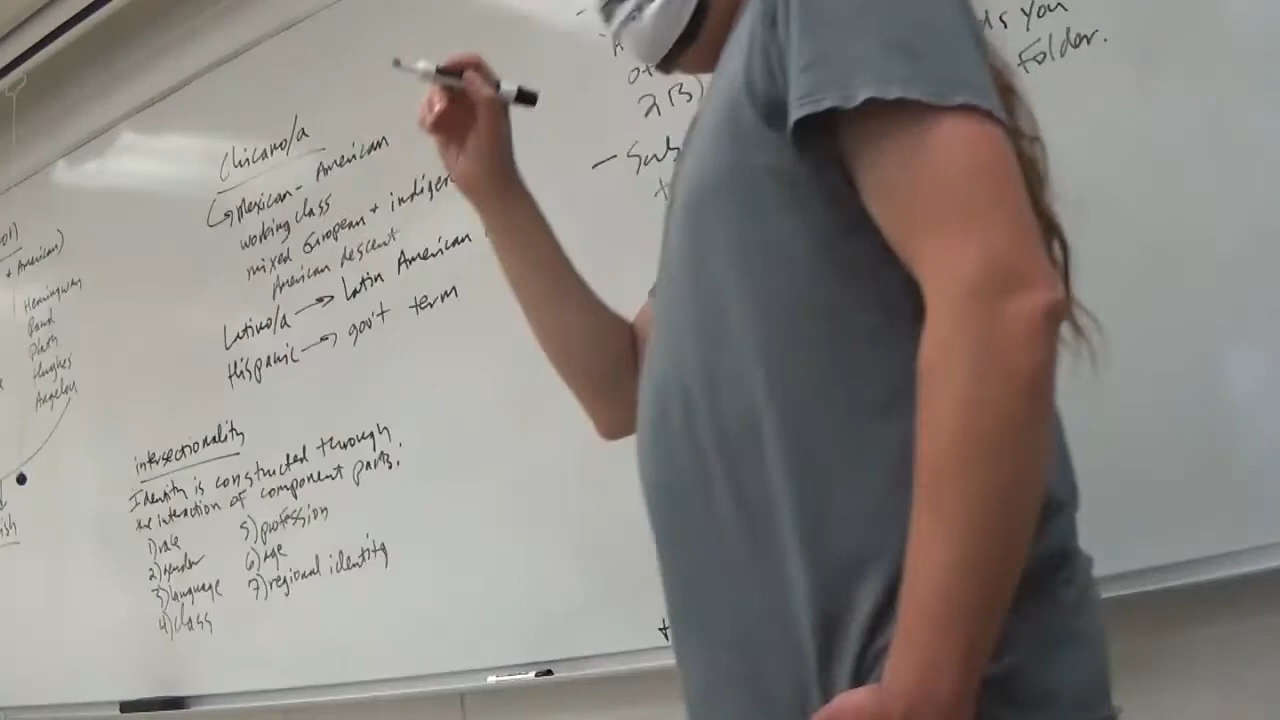 Chicano/a
Mexican-American
working class
mixed European + indigen
American descent
Latino/a → Latin American
Hispanic → gov't term
intersectionality
Identity is constructed through
the interaction of component parts.
1) race
2) gender
3) language
4) class
5) profession
6) age
7) regional identity
+ American)
Hemingway
Plath
Hughes
Angelou
2B)
ds You
Folder.